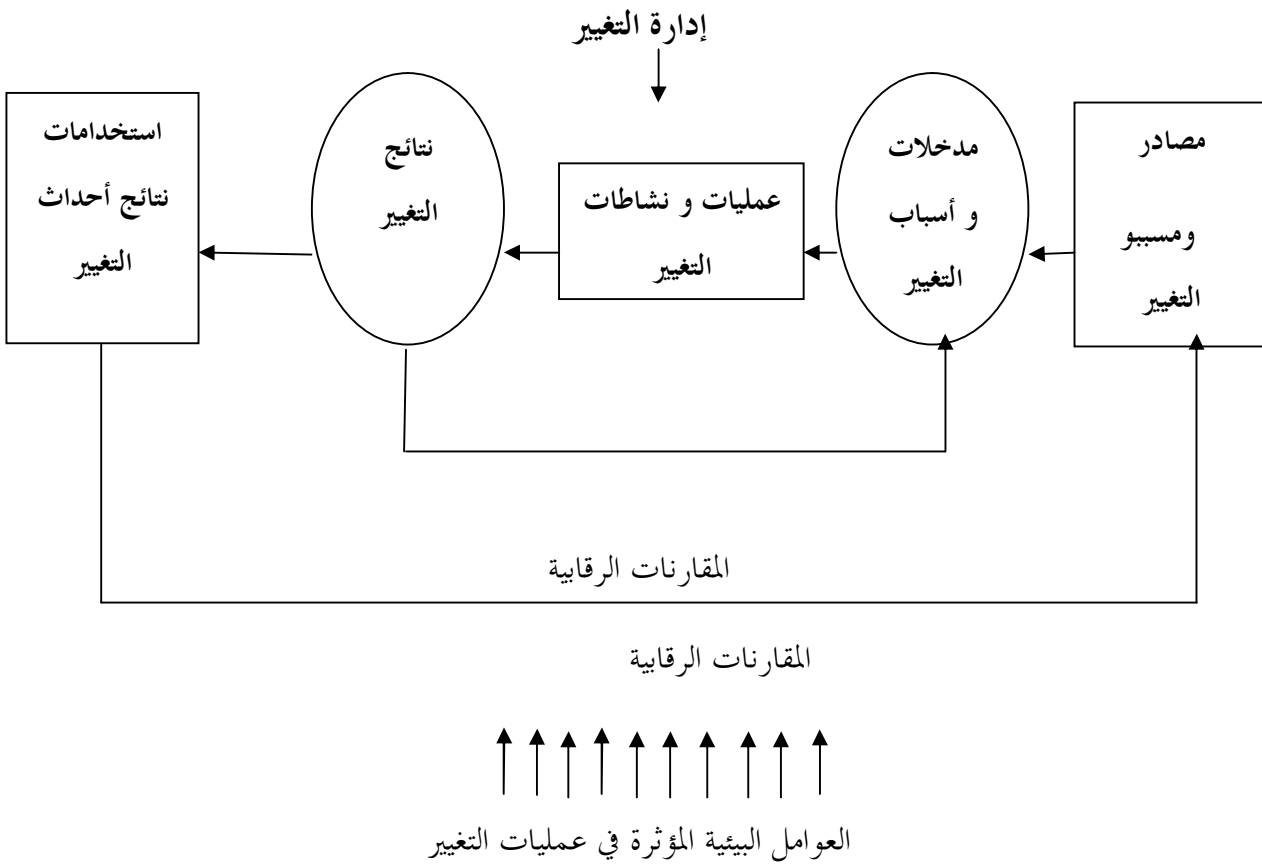 إدارة التغيير
مصادر
ومسببو
التغيير
مدخلات
و أسباب
التغيير
عمليات و نشاطات
التغيير
نتائج
التغيير
استخدامات
نتائج أحداث
التغيير
المقارنات الرقابية
المقارنات الرقابية
العوامل البيئية المؤثرة في عمليات التغيير